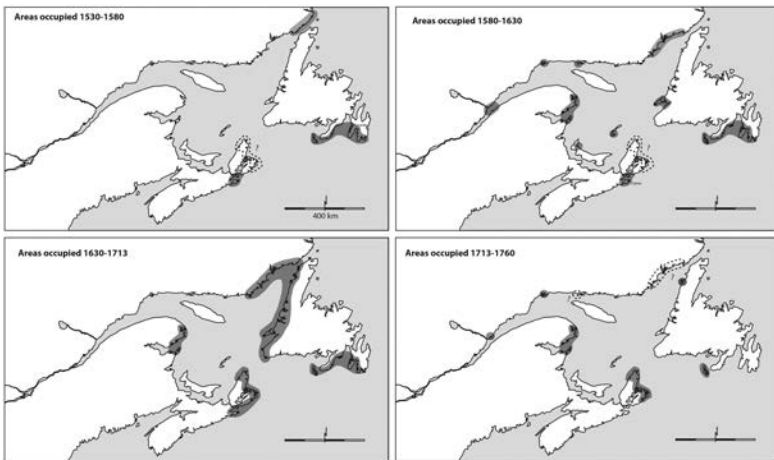 Areas occupied 1530-1580
Areas occupied 1580-1630
?
?
400 km
Areas occupied 1630-1713
Areas occupied 1713-1760
?
?